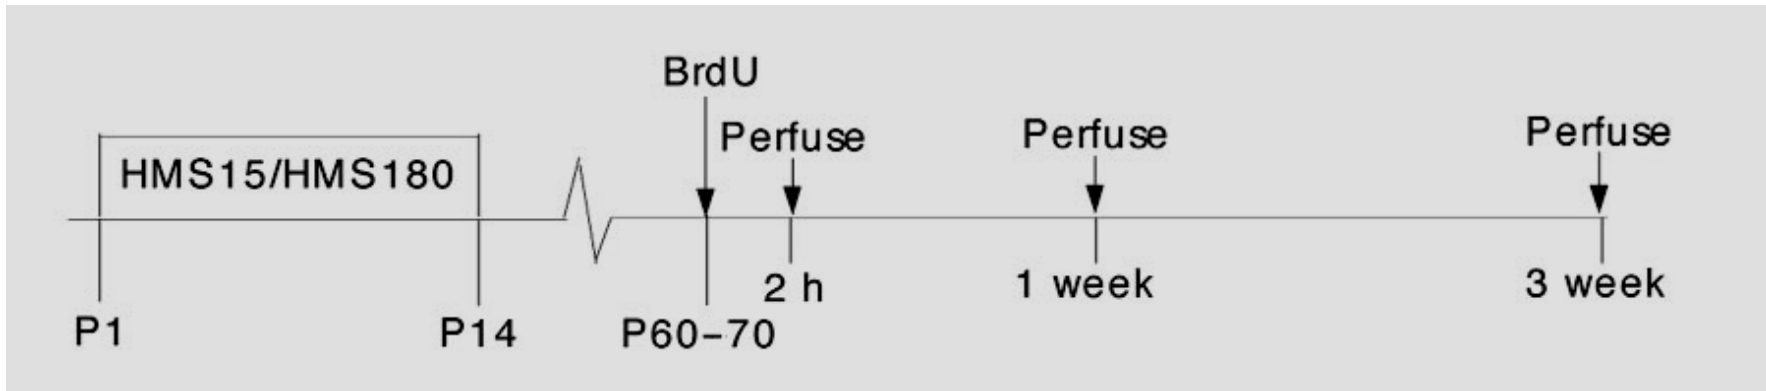 BrdU
Perfuse
Perfuse
Perfuse
HMS15/HMS180
2 h
1 week
3 week
P1
P14
P60-70